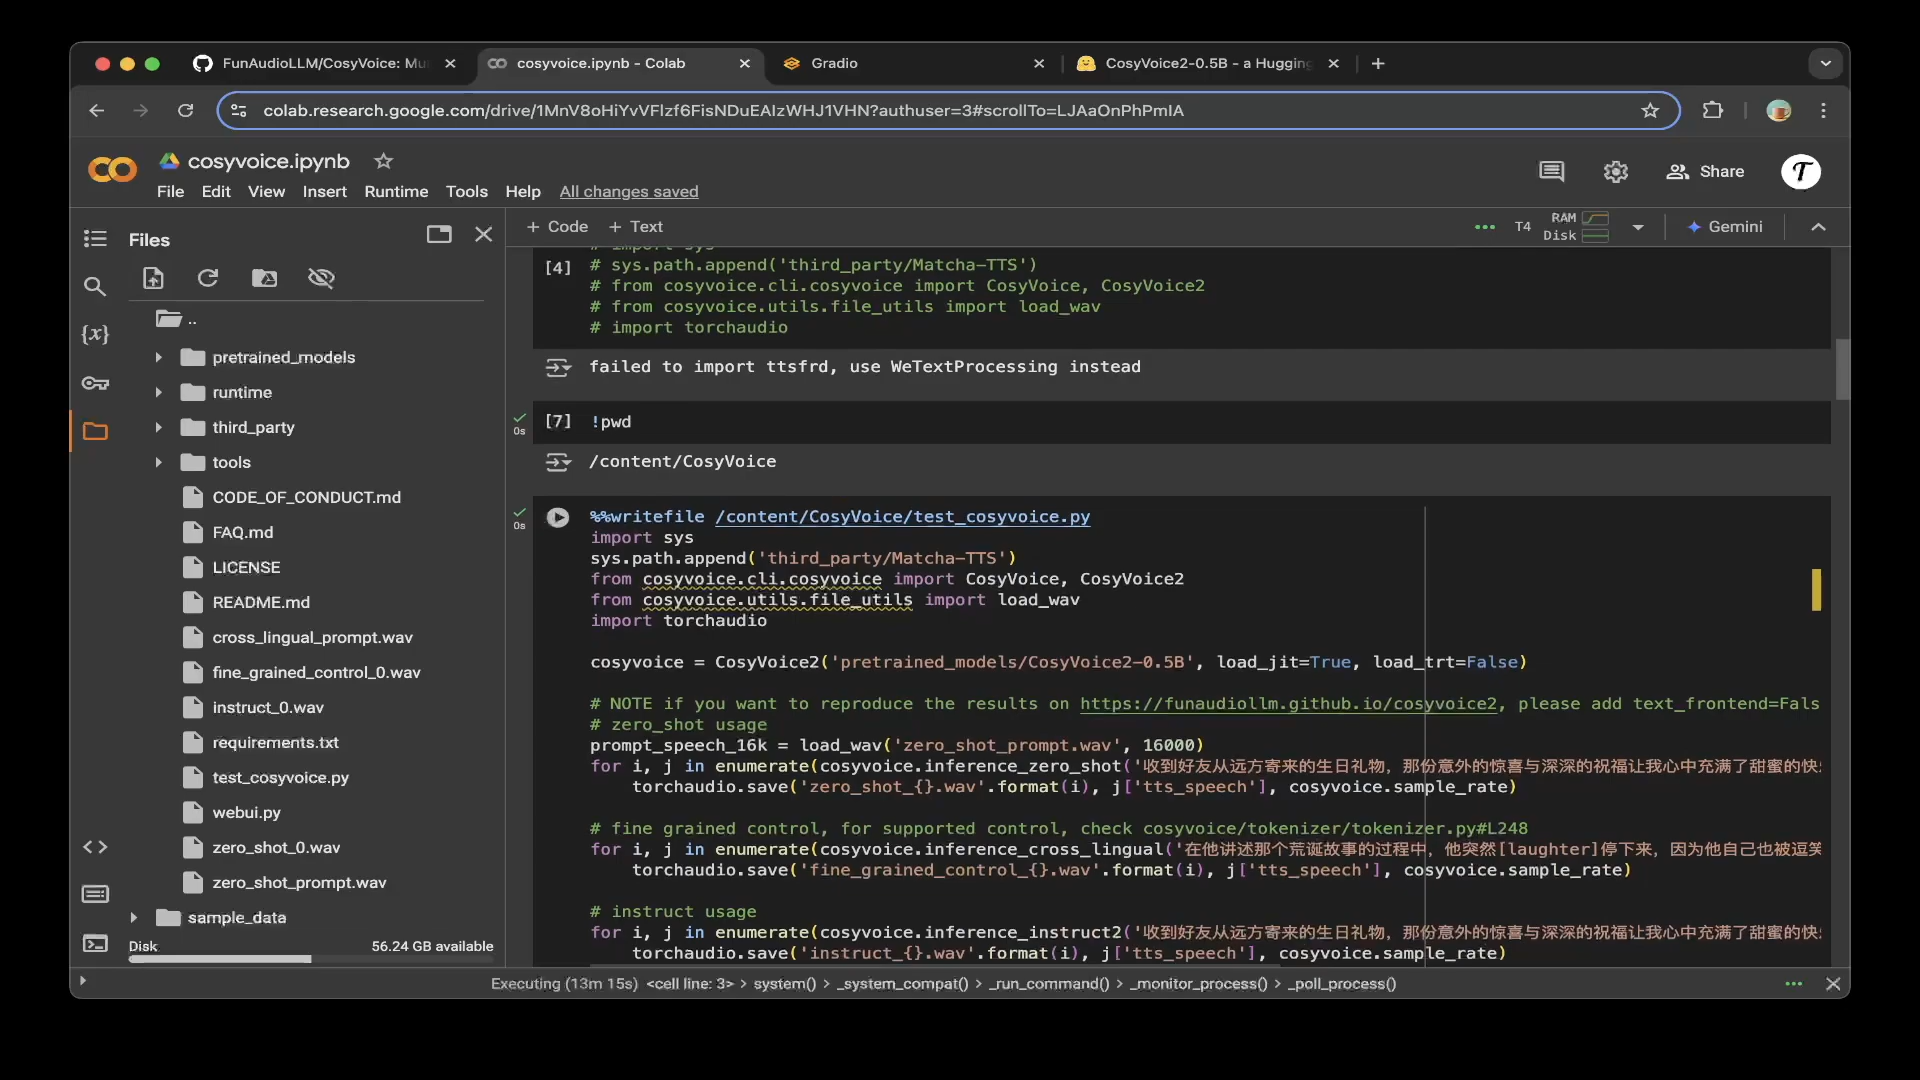 FunAudioLLM/CosyVoice: Mu
cosyvoice.ipynb - Colab
Gradio
CosyVoice2-0.5B - a Hugging
colab.research.google.com/drive/1MnV8oHiYvVFlzf6FisNDuEAIzWHJ1VHN?authuser=3#scrollTo=LJAaOnPhPmIA
cosyvoice.ipynb
File Edit View Insert Runtime Tools Help All changes saved
Share
T
Files
+ Code + Text
T4
RAM
Disk
Gemini
..
pretrained_models
runtime
third_party
tools
CODE_OF_CONDUCT.md
FAQ.md
LICENSE
README.md
cross_lingual_prompt.wav
fine_grained_control_0.wav
instruct_0.wav
requirements.txt
test_cosyvoice.py
webui.py
zero_shot_0.wav
zero_shot_prompt.wav
sample_data
Disk 56.24 GB available
# import sys
[4] # sys.path.append('third_party/Matcha-TTS')
# from cosyvoice.cli.cosyvoice import CosyVoice, CosyVoice2
# from cosyvoice.utils.file_utils import load_wav
# import torchaudio
failed to import ttsfrd, use WeTextProcessing instead
0s [7] !pwd
/content/CosyVoice
0s
%%writefile /content/CosyVoice/test_cosyvoice.py
import sys
sys.path.append('third_party/Matcha-TTS')
from cosyvoice.cli.cosyvoice import CosyVoice, CosyVoice2
from cosyvoice.utils.file_utils import load_wav
import torchaudio
cosyvoice = CosyVoice2('pretrained_models/CosyVoice2-0.5B', load_jit=True, load_trt=False)
# NOTE if you want to reproduce the results on https://funaudiollm.github.io/cosyvoice2, please add text_frontend=Fals
# zero_shot usage
prompt_speech_16k = load_wav('zero_shot_prompt.wav', 16000)
for i, j in enumerate(cosyvoice.inference_zero_shot('收到好友从远方寄来的生日礼物，那份意外的惊喜与深深的祝福让我心中充满了甜蜜的快
torchaudio.save('zero_shot_{}.wav'.format(i), j['tts_speech'], cosyvoice.sample_rate)
# fine grained control, for supported control, check cosyvoice/tokenizer/tokenizer.py#L248
for i, j in enumerate(cosyvoice.inference_cross_lingual('在他讲述那个荒诞故事的过程中，他突然[laughter]停下来，因为他自己也被逗笑
torchaudio.save('fine_grained_control_{}.wav'.format(i), j['tts_speech'], cosyvoice.sample_rate)
# instruct usage
for i, j in enumerate(cosyvoice.inference_instruct2('收到好友从远方寄来的生日礼物，那份意外的惊喜与深深的祝福让我心中充满了甜蜜的快
torchaudio.save('instruct_{}.wav'.format(i), j['tts_speech'], cosyvoice.sample_rate)
Executing (13m 15s) <cell line: 3> > system() > _system_compat() > _run_command() > _monitor_process() > _poll_process()